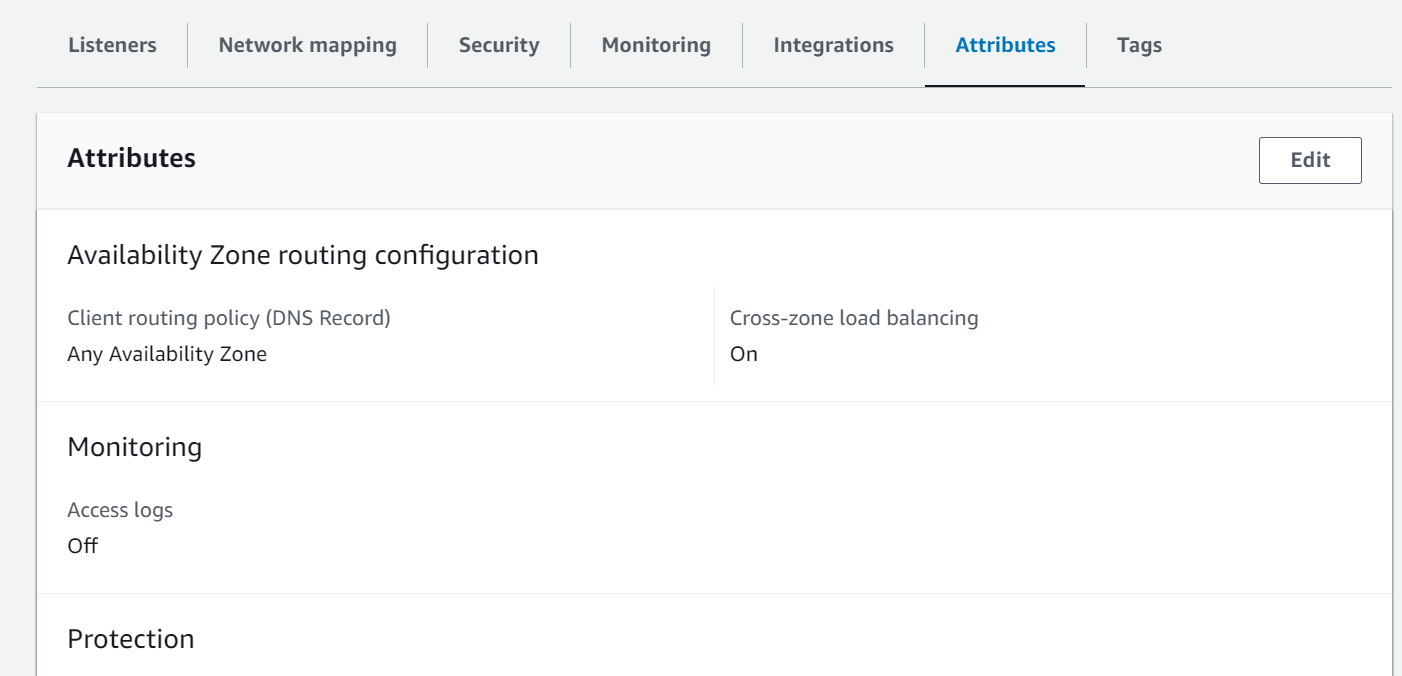 Listeners
Network mapping
Security
Monitoring
Integrations
Attributes
Tags
Attributes
Edit
Availability Zone routing configuration
Client routing policy (DNS Record)
Any Availability Zone
Cross-zone load balancing
On
Monitoring
Access logs
Off
Protection